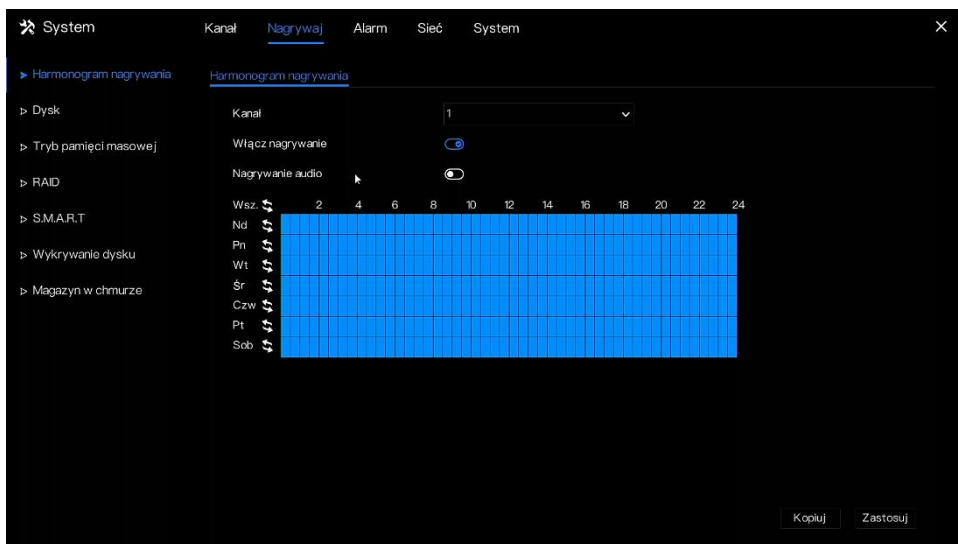 System Kanał Nagrywaj Alarm Sieć System
Harmonogram nagrywania Harmonogram nagrywania
Dysk Kanał 1
Tryb pamięci masowej Włącz nagrywanie
RAID Nagrywanie audio
S.M.A.R.T Wsz. 2 4 6 8 10 12 14 16 18 20 22 24
Nd
Pn
Wykrywanie dysku Wt
Magazyn w chmurze Śr
Czw
Pt
Sob
Kopiuj Zastosuj